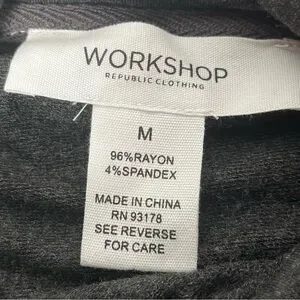 WORKSHOP
REPUBLIC CLOTHING
M
96%RAYON
4%SPANDEX
MADE IN CHINA
RN 93178
SEE REVERSE
FOR CARE